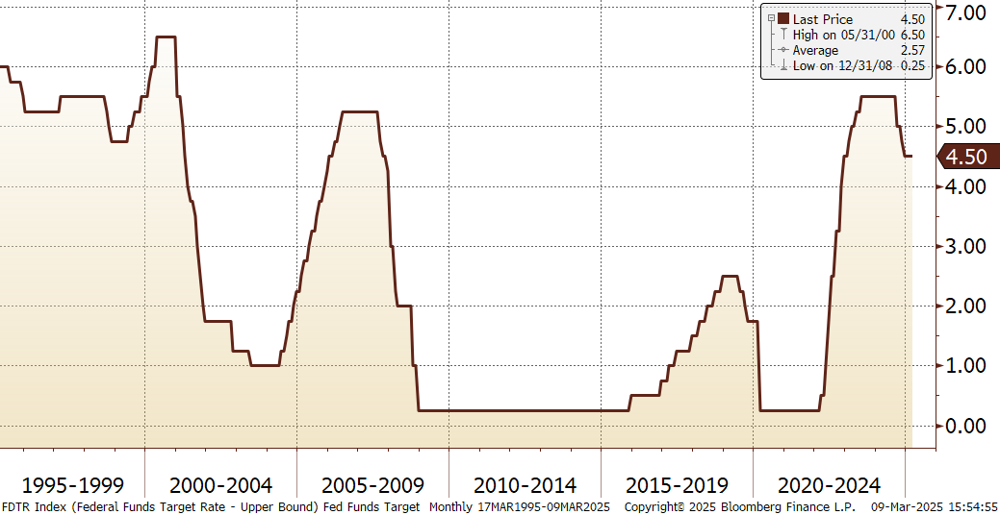 7.00
Last Price 4.50
High on 05/31/00 6.50
Average 2.57
Low on 12/31/08 0.25
6.00
5.00
4.50
4.00
3.00
2.00
1.00
0.00
1995-1999 2000-2004 2005-2009 2010-2014 2015-2019 2020-2024
FDTR Index (Federal Funds Target Rate - Upper Bound) Fed Funds Target Monthly 17MAR1995-09MAR2025 Copyright© 2025 Bloomberg Finance L.P. 09-Mar-2025 15:54:55